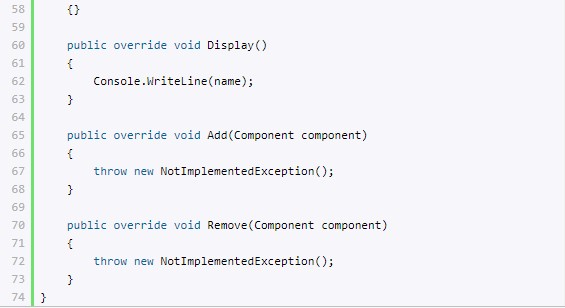 58 {}
59
60 public override void Display()
61 {
62 Console.WriteLine(name);
63 }
64
65 public override void Add(Component component)
66 {
67 throw new NotImplementedException();
68 }
69
70 public override void Remove(Component component)
71 {
72 throw new NotImplementedException();
73 }
74 }